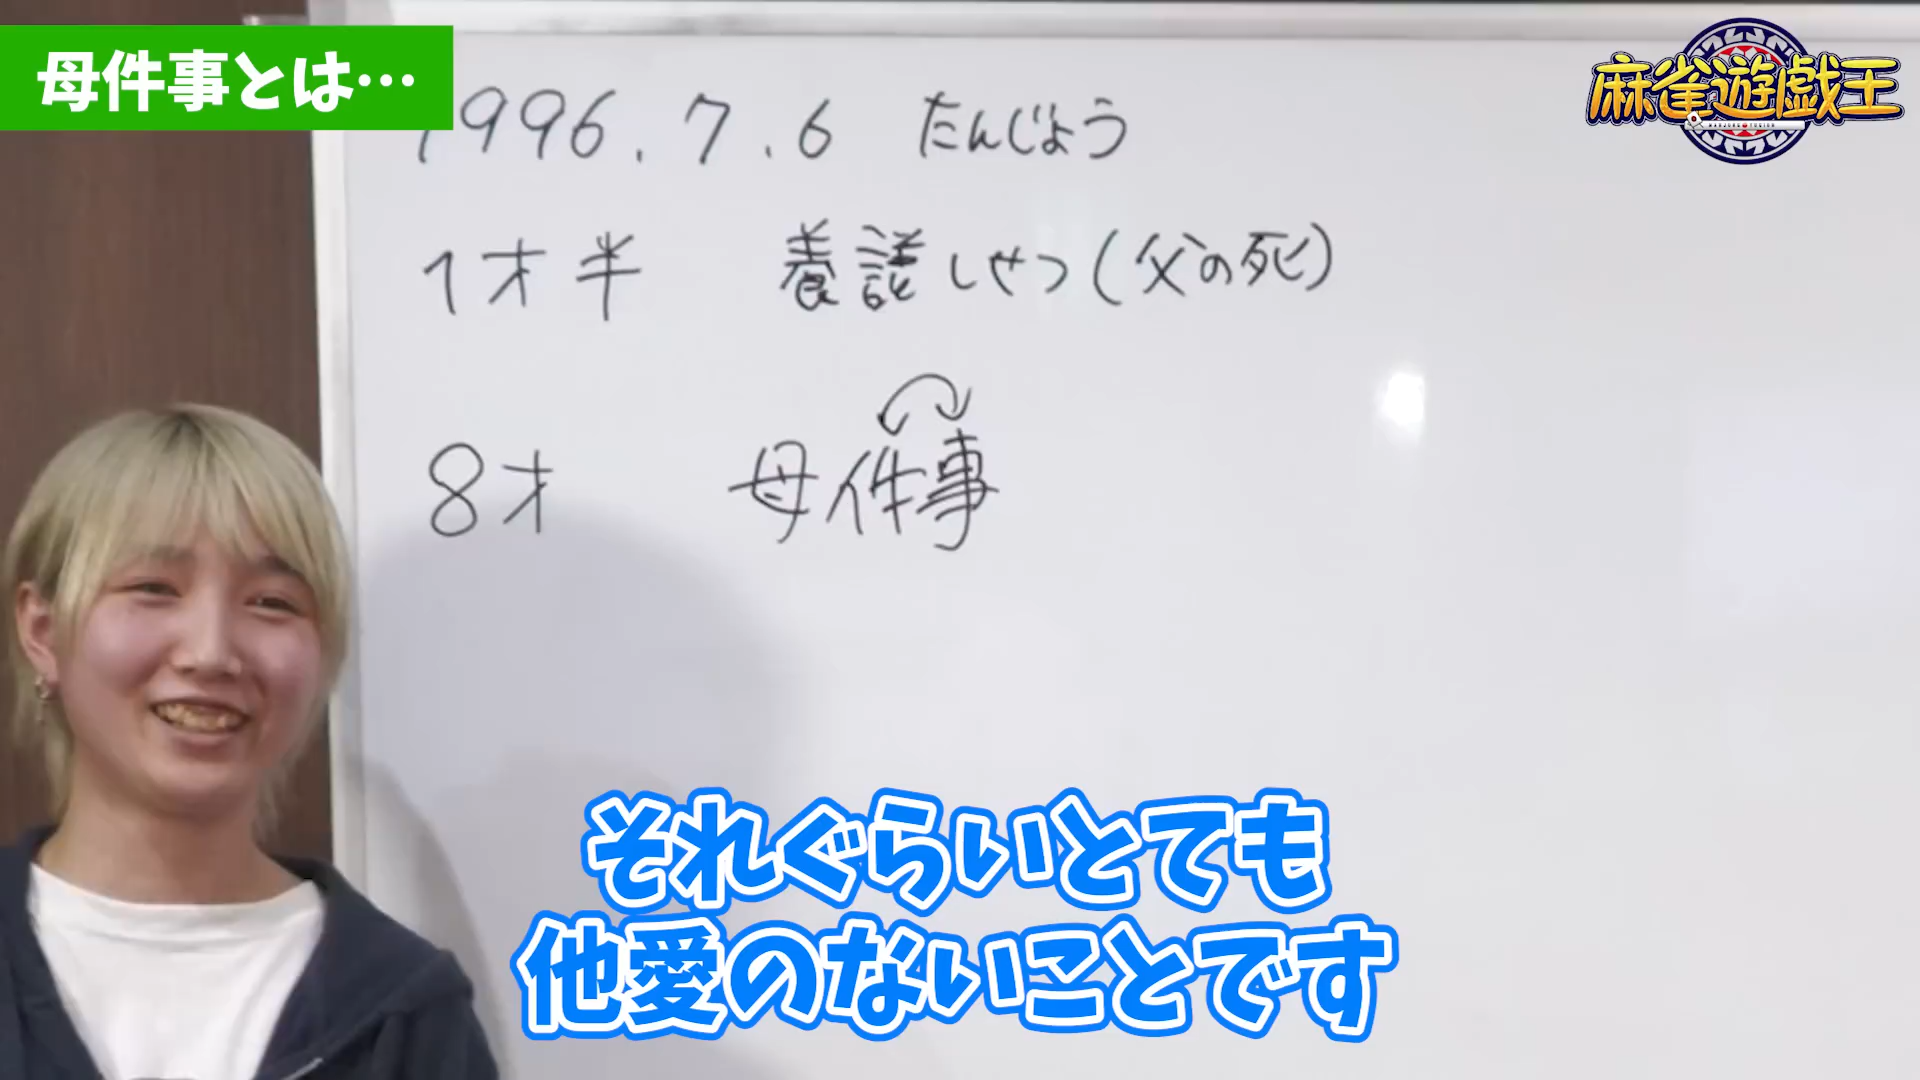 母件事とは…
麻雀遊戯王
1996.7.6 たんじょう
1才半 養護しせつ(父の死)
8才 母件事
それぐらいとても
他愛のないことです